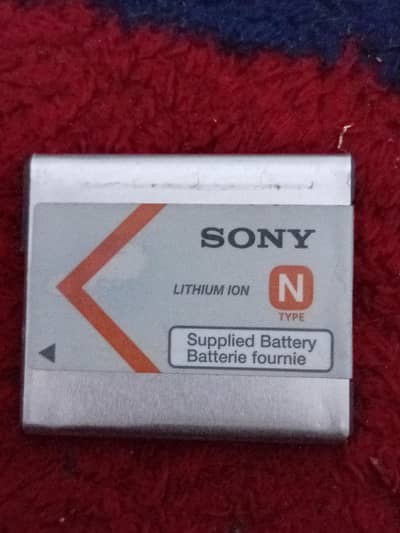 SONY
LITHIUM ION
N
TYPE
Supplied Battery
Batterie fournie